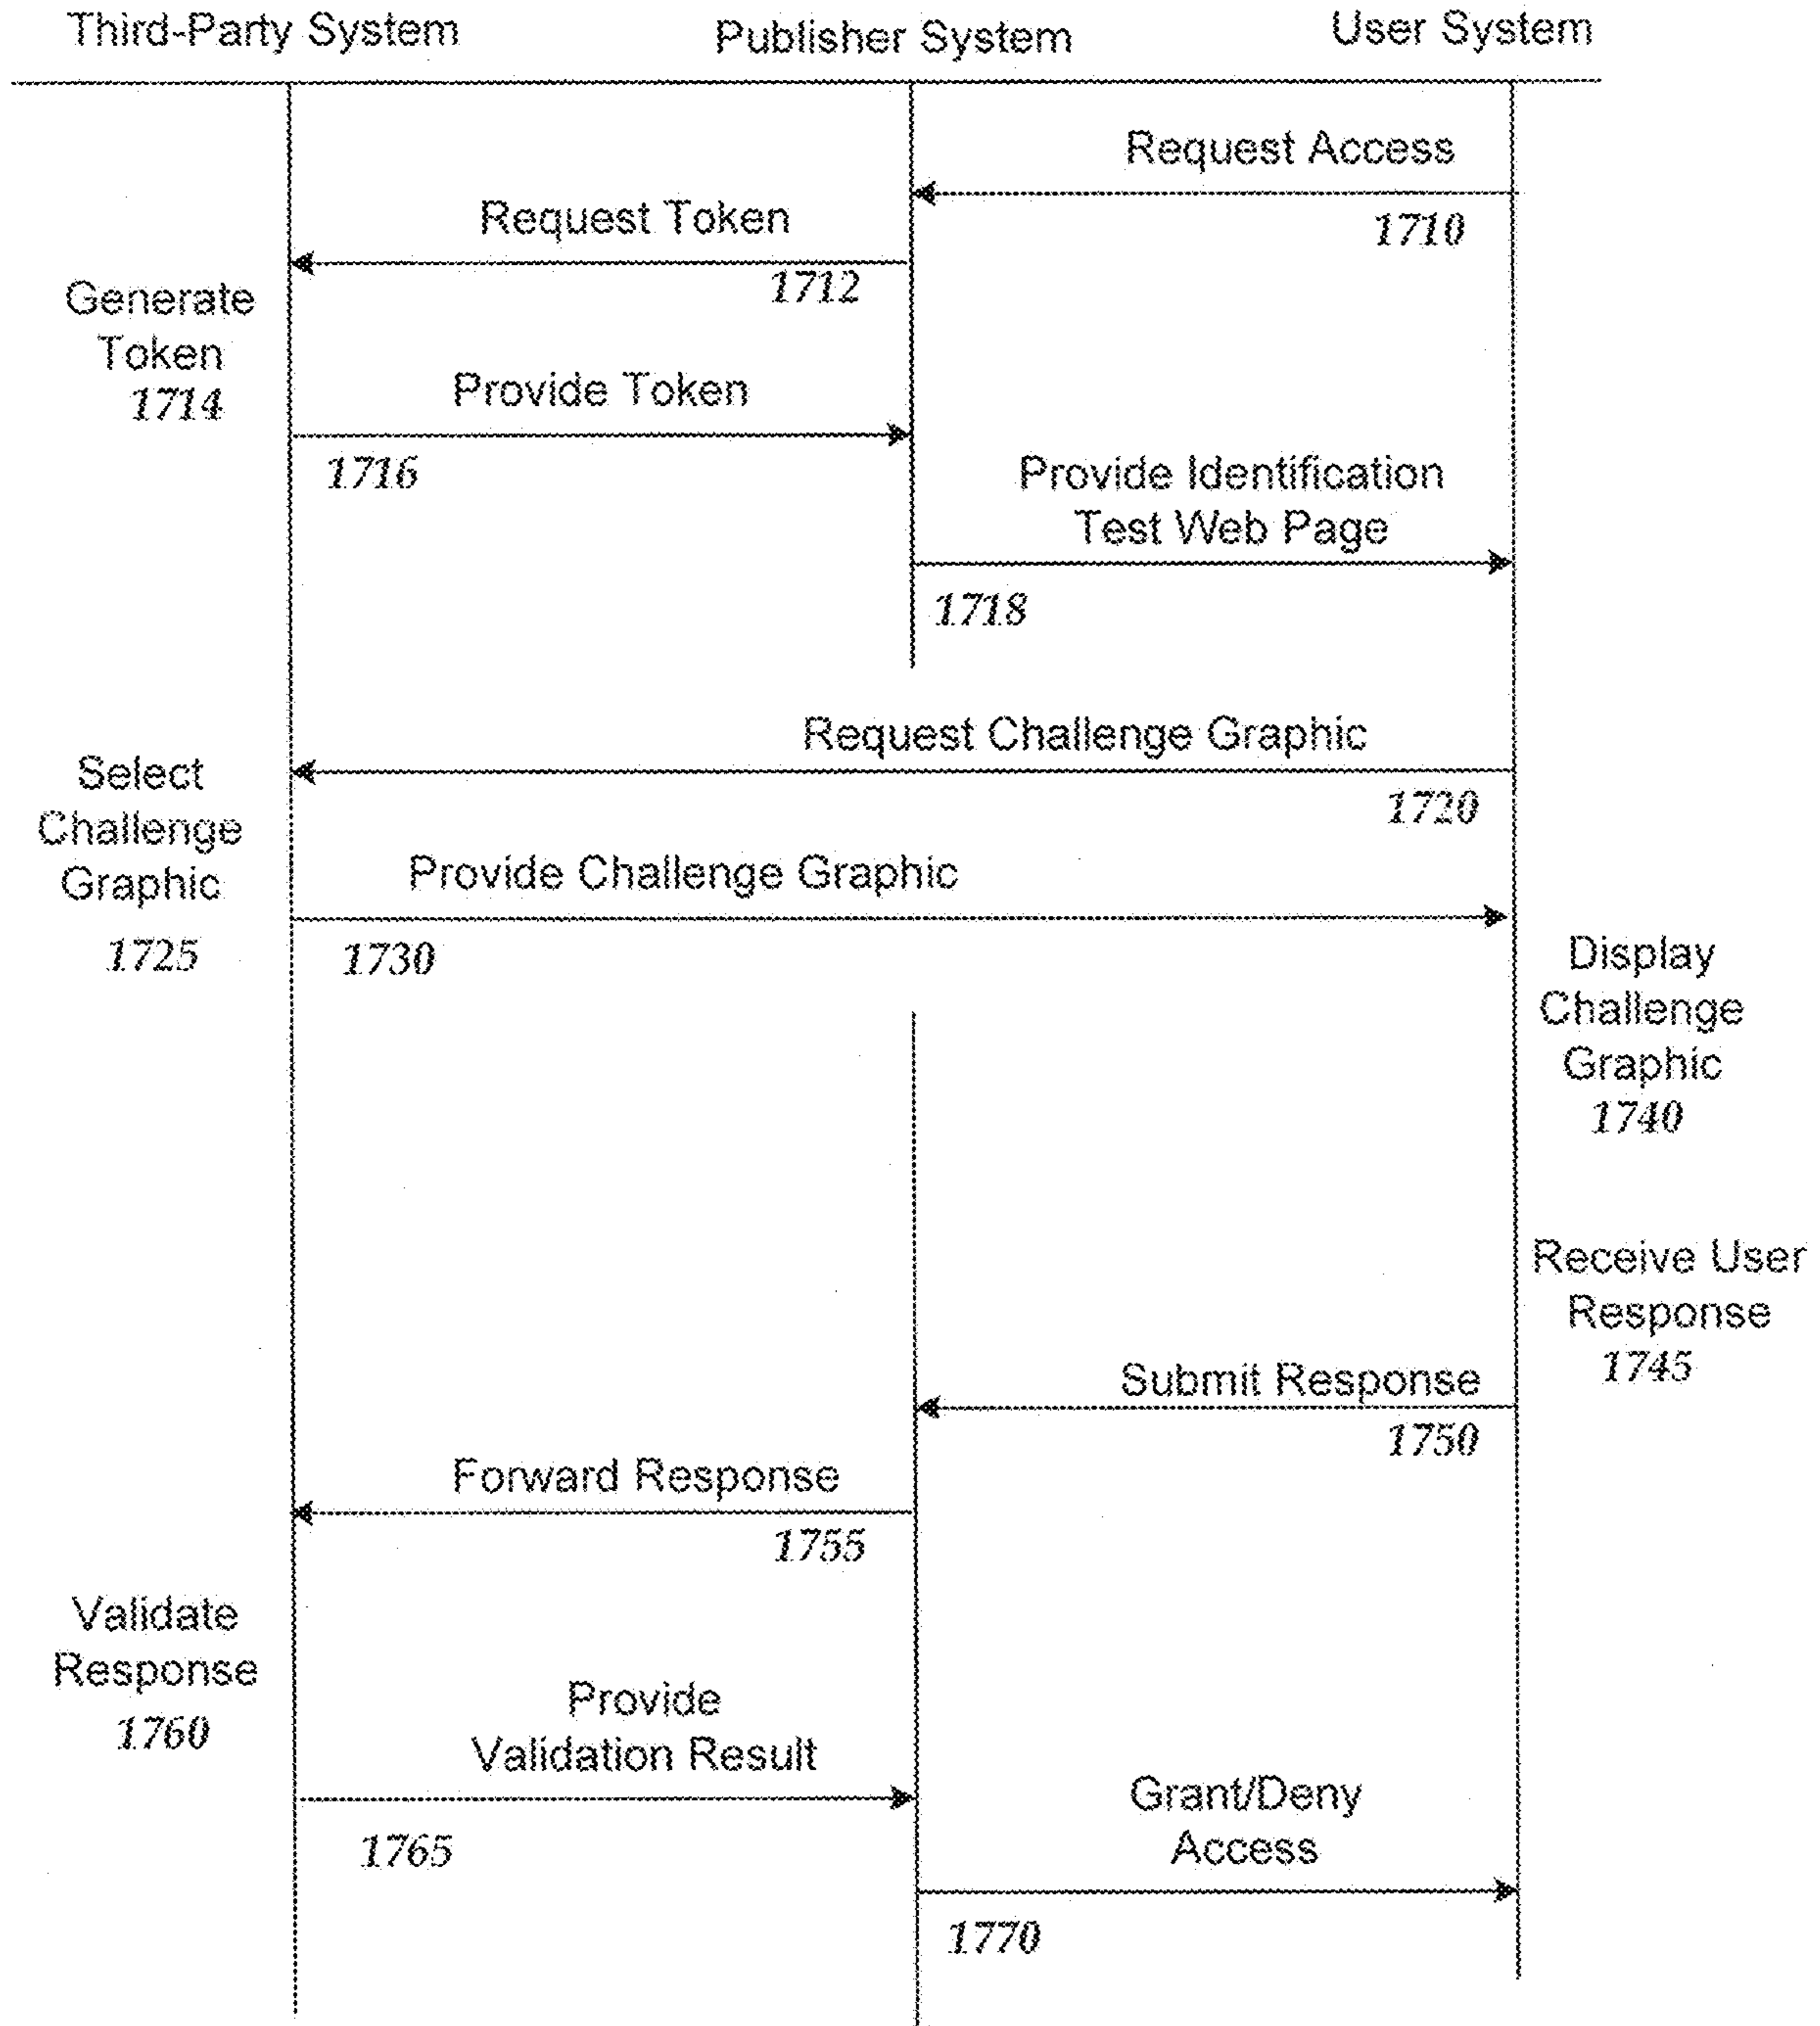 Third-Party System
Publisher System
User System
Request Access
1710
Request Token
1712
Generate
Token
1714
Provide Token
1716
Provide Identification
Test Web Page
1718
Request Challenge Graphic
1720
Select
Challenge
Graphic
1725
Provide Challenge Graphic
1730
Display
Challenge
Graphic
1740
Receive User
Response
1745
Submit Response
1750
Forward Response
1755
Validate
Response
1760
Provide
Validation Result
1765
Grant/Deny
Access
1770